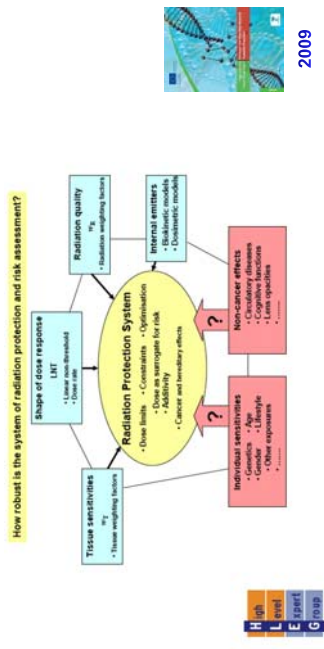 How robust is the system of radiation protection and risk assessment?
Shape of dose response
LNT
• Linear non-threshold
• Dose rate
Tissue sensitivities
wT
• Tissue weighting factors
Radiation quality
wR
• Radiation weighting factors
Radiation Protection System
• Dose limits • Constraints • Optimisation
• Dose as surrogate for risk
• Additivity
• Cancer and hereditary effects
Internal emitters
• Biokinetic models
• Dosimetric models
?
?
Individual sensitivities
• Genetics • Age
• Gender • Lifestyle
• Other exposures
• ........
Non-cancer effects
• Circulatory diseases
• Cognitive functions
• Lens opacities
• ........
High
Level
Expert
Group
2009